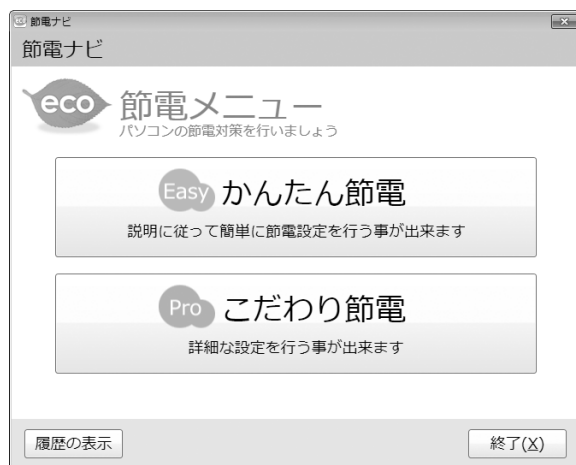 節電ナビ
節電ナビ
eco 節電メニュー
パソコンの節電対策を行いましょう
Easy かんたん節電
説明に従って簡単に節電設定を行う事が出来ます
Pro こだわり節電
詳細な設定を行う事が出来ます
履歴の表示 終了(X)